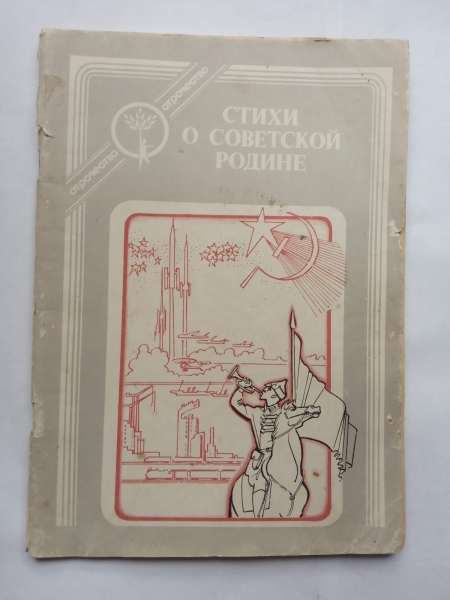 отрочество
отрочество
СТИХИ
О СОВЕТСКОЙ
РОДИНЕ